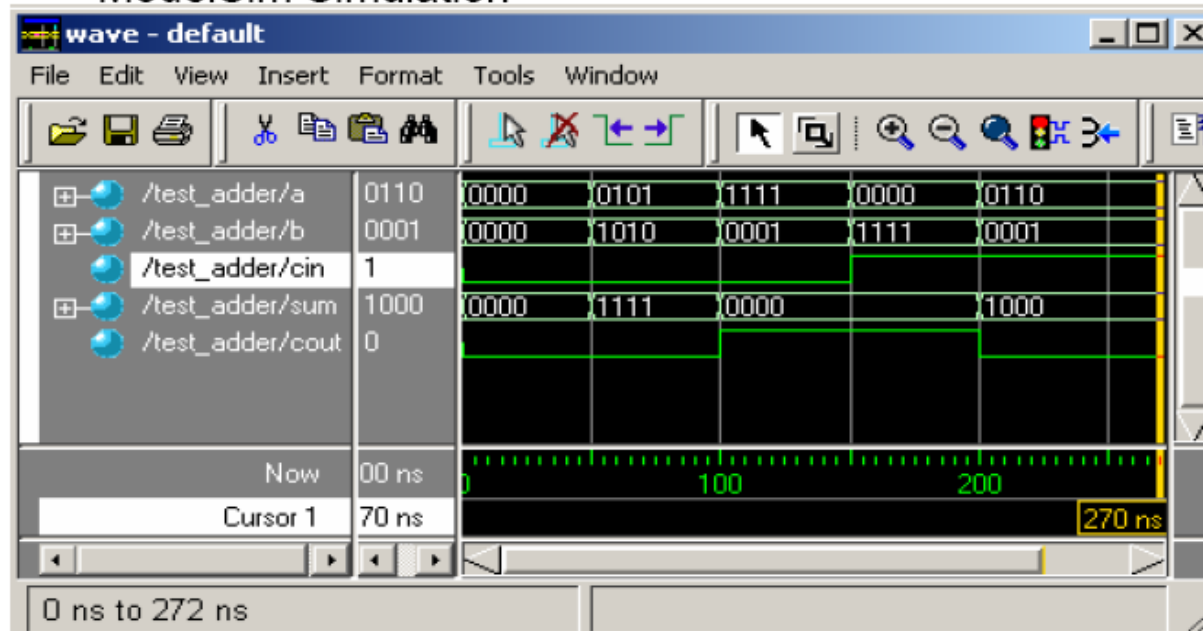 ModelSim Simulation
wave - default
File Edit View Insert Format Tools Window
/test_adder/a 0110 0000 0101 1111 0000 0110
/test_adder/b 0001 0000 1010 0001 1111 0001
/test_adder/cin 1
/test_adder/sum 1000 0000 1111 0000 1000
/test_adder/cout 0
Now 00 ns 100 200
Cursor 1 70 ns 270 ns
0 ns to 272 ns